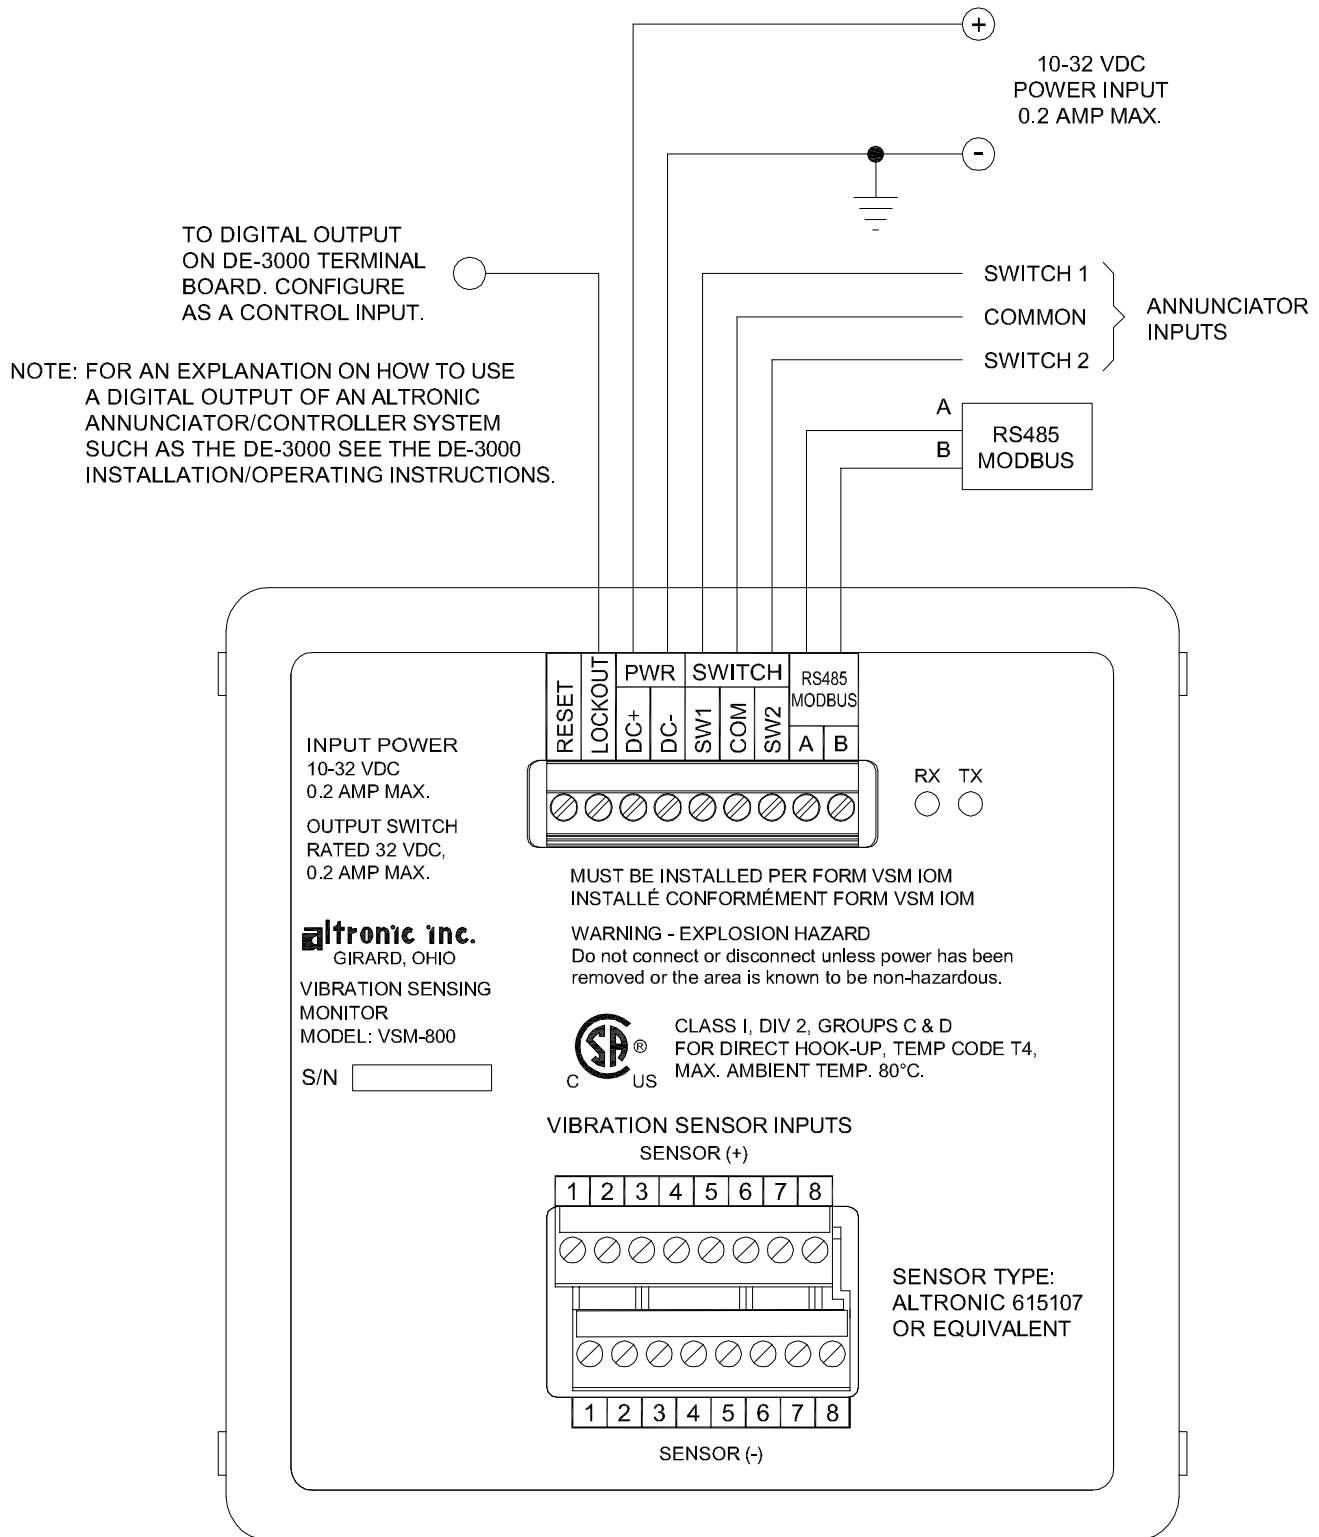 +
10-32 VDC
POWER INPUT
0.2 AMP MAX.
-
TO DIGITAL OUTPUT
ON DE-3000 TERMINAL
BOARD. CONFIGURE
AS A CONTROL INPUT.
SWITCH 1
COMMON
SWITCH 2
ANNUNCIATOR
INPUTS
NOTE: FOR AN EXPLANATION ON HOW TO USE
A DIGITAL OUTPUT OF AN ALTRONIC
ANNUNCIATOR/CONTROLLER SYSTEM
SUCH AS THE DE-3000 SEE THE DE-3000
INSTALLATION/OPERATING INSTRUCTIONS.
A
B
RS485
MODBUS
RESET
LOCKOUT
PWR
DC+
DC-
SWITCH
SW1
COM
SW2
RS485
MODBUS
A B
RX TX
INPUT POWER
10-32 VDC
0.2 AMP MAX.
OUTPUT SWITCH
RATED 32 VDC,
0.2 AMP MAX.
altronic inc.
GIRARD, OHIO
VIBRATION SENSING
MONITOR
MODEL: VSM-800
S/N
MUST BE INSTALLED PER FORM VSM IOM
INSTALLÉ CONFORMÉMENT FORM VSM IOM
WARNING - EXPLOSION HAZARD
Do not connect or disconnect unless power has been
removed or the area is known to be non-hazardous.
C SA ® US
CLASS I, DIV 2, GROUPS C & D
FOR DIRECT HOOK-UP, TEMP CODE T4,
MAX. AMBIENT TEMP. 80°C.
VIBRATION SENSOR INPUTS
SENSOR (+)
1 2 3 4 5 6 7 8
SENSOR TYPE:
ALTRONIC 615107
OR EQUIVALENT
1 2 3 4 5 6 7 8
SENSOR (-)